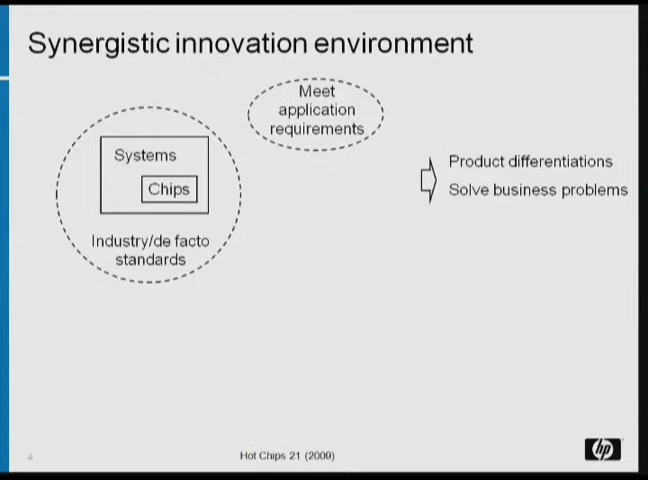 Synergistic innovation environment
Meet
application
requirements
Systems
Chips
Industry/de facto
standards
Product differentiations
Solve business problems
4
Hot Chips 21 (2009)
hp